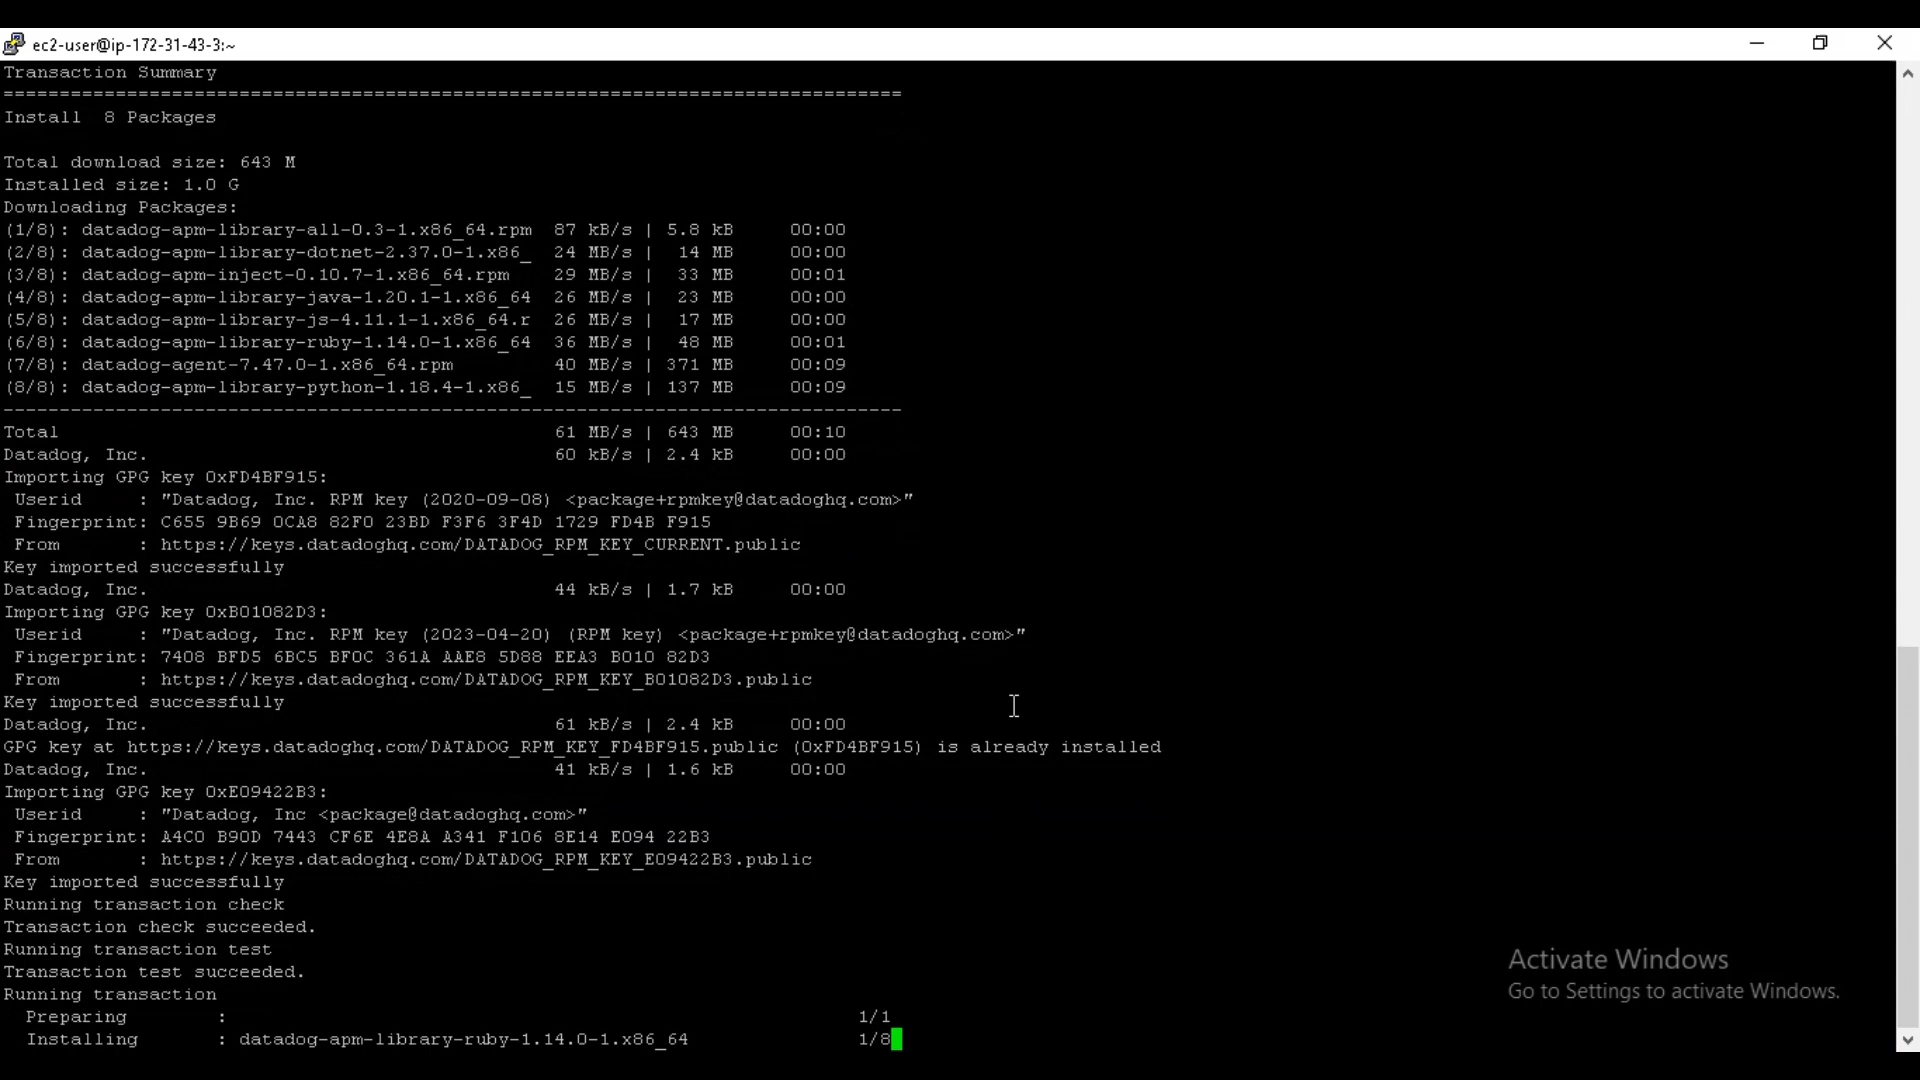 ec2-user@ip-172-31-43-3:~
Transaction Summary
================================================================================
Install  8 Packages
Total download size: 643 M
Installed size: 1.0 G
Downloading Packages:
(1/8): datadog-apm-library-all-0.3-1.x86_64.rpm  87 kB/s | 5.8 kB     00:00
(2/8): datadog-apm-library-dotnet-2.37.0-1.x86_  24 MB/s |  14 MB     00:00
(3/8): datadog-apm-inject-0.10.7-1.x86_64.rpm    29 MB/s |  33 MB     00:01
(4/8): datadog-apm-library-java-1.20.1-1.x86_64  26 MB/s |  23 MB     00:00
(5/8): datadog-apm-library-js-4.11.1-1.x86_64.r  26 MB/s |  17 MB     00:00
(6/8): datadog-apm-library-ruby-1.14.0-1.x86_64  36 MB/s |  48 MB     00:01
(7/8): datadog-agent-7.47.0-1.x86_64.rpm         40 MB/s | 371 MB     00:09
(8/8): datadog-apm-library-python-1.18.4-1.x86_  15 MB/s | 137 MB     00:09
--------------------------------------------------------------------------------
Total                                            61 MB/s | 643 MB     00:10
Datadog, Inc.                                    60 kB/s | 2.4 kB     00:00
Importing GPG key 0xFD4BF915:
 Userid     : "Datadog, Inc. RPM key (2020-09-08) <package+rpmkey@datadoghq.com>"
 Fingerprint: C655 9B69 0CA8 82F0 23BD F3F6 3F4D 1729 FD4B F915
 From       : https://keys.datadoghq.com/DATADOG_RPM_KEY_CURRENT.public
Key imported successfully
Datadog, Inc.                                    44 kB/s | 1.7 kB     00:00
Importing GPG key 0xB01082D3:
 Userid     : "Datadog, Inc. RPM key (2023-04-20) (RPM key) <package+rpmkey@datadoghq.com>"
 Fingerprint: 7408 BFD5 6BC5 BF0C 361A AAE8 5D88 EEA3 B010 82D3
 From       : https://keys.datadoghq.com/DATADOG_RPM_KEY_B01082D3.public
Key imported successfully
Datadog, Inc.                                    61 kB/s | 2.4 kB     00:00
GPG key at https://keys.datadoghq.com/DATADOG_RPM_KEY_FD4BF915.public (0xFD4BF915) is already installed
Datadog, Inc.                                    41 kB/s | 1.6 kB     00:00
Importing GPG key 0xE09422B3:
 Userid     : "Datadog, Inc <package@datadoghq.com>"
 Fingerprint: A4C0 B90D 7443 CF6E 4E8A A341 F106 8E14 E094 22B3
 From       : https://keys.datadoghq.com/DATADOG_RPM_KEY_E09422B3.public
Key imported successfully
Running transaction check
Transaction check succeeded.
Running transaction test
Transaction test succeeded.
Running transaction
  Preparing        :                                                         1/1
  Installing       : datadog-apm-library-ruby-1.14.0-1.x86_64                1/8
Activate Windows
Go to Settings to activate Windows.